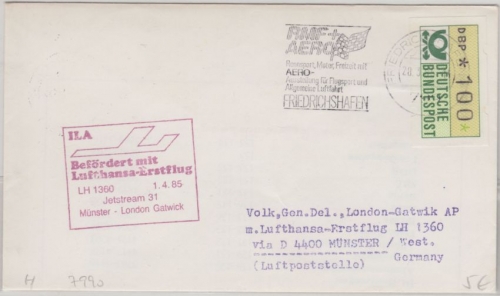 RMF+
AERO
Rennsport, Motor, Freizeit mit
AERO-
Ausstellung für Flugsport und
Allgemeine Luftfahrt
FRIEDRICHSHAFEN
DBP
*100*
DEUTSCHE
BUNDESPOST
ILA
Befördert mit
Lufthansa-Erstflug
LH 1360 1.4.85
Jetstream 31
Münster - London Gatwick
Volk,Gen.Del.,London-Gatwik AP
m.Lufthansa-Erstflug LH 1360
via D 4400 MÜNSTER / West.
(Luftpoststelle) Germany
H 7990
5€